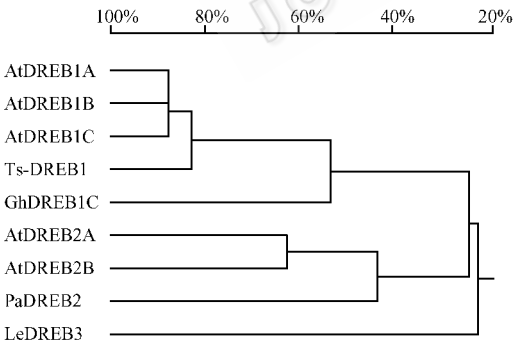 100% 80% 60% 40% 20%
AtDREB1A
AtDREB1B
AtDREB1C
Ts-DREB1
GhDREB1C
AtDREB2A
AtDREB2B
PaDREB2
LeDREB3